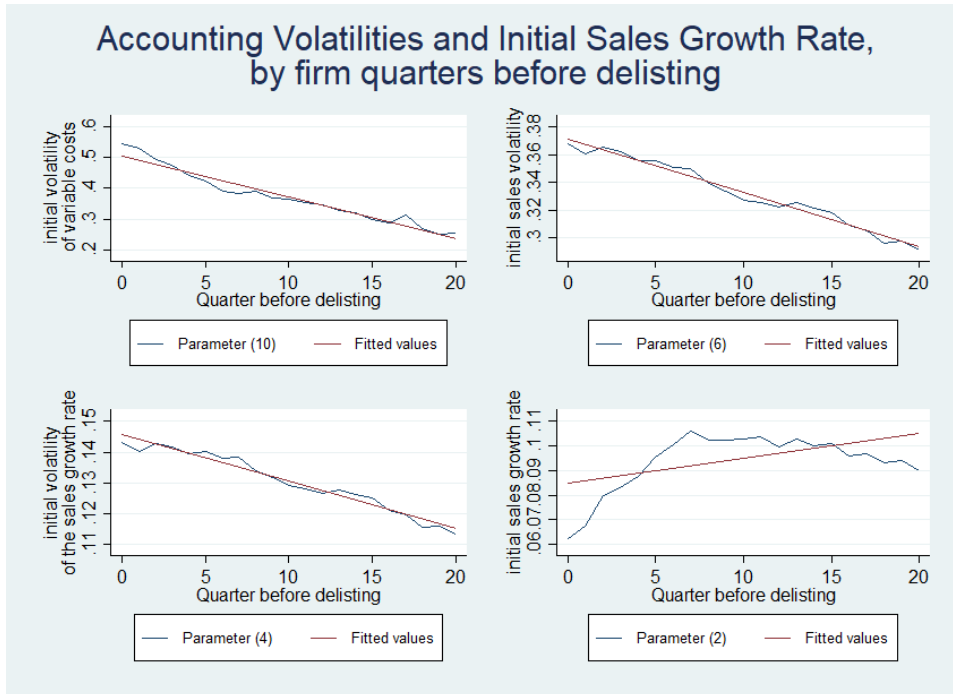 Accounting Volatilities and Initial Sales Growth Rate,
by firm quarters before delisting
initial volatility
of variable costs
.6
.5
.4
.3
.2
0 5 10 15 20
Quarter before delisting
Parameter (10) Fitted values
initial sales volatility
.38
.36
.34
.32
.3
0 5 10 15 20
Quarter before delisting
Parameter (6) Fitted values
initial volatility
of the sales growth rate
.15
.14
.13
.12
.11
0 5 10 15 20
Quarter before delisting
Parameter (4) Fitted values
initial sales growth rate
.11
.1
.09
.08
.07
.06
0 5 10 15 20
Quarter before delisting
Parameter (2) Fitted values